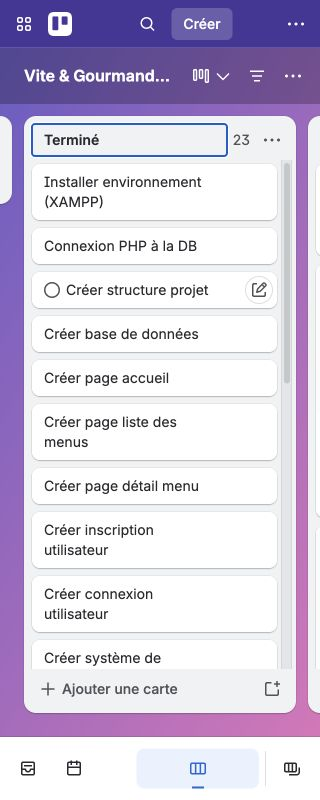 Créer
Vite & Gourmand...
Terminé 23
Installer environnement
(XAMPP)
Connexion PHP à la DB
Créer structure projet
Créer base de données
Créer page accueil
Créer page liste des
menus
Créer page détail menu
Créer inscription
utilisateur
Créer connexion
utilisateur
Créer système de
Ajouter une carte